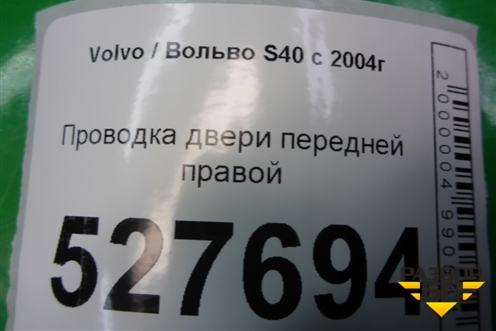 Volvo / Вольво S40 с 2004г
Проводка двери передней
правой
527694